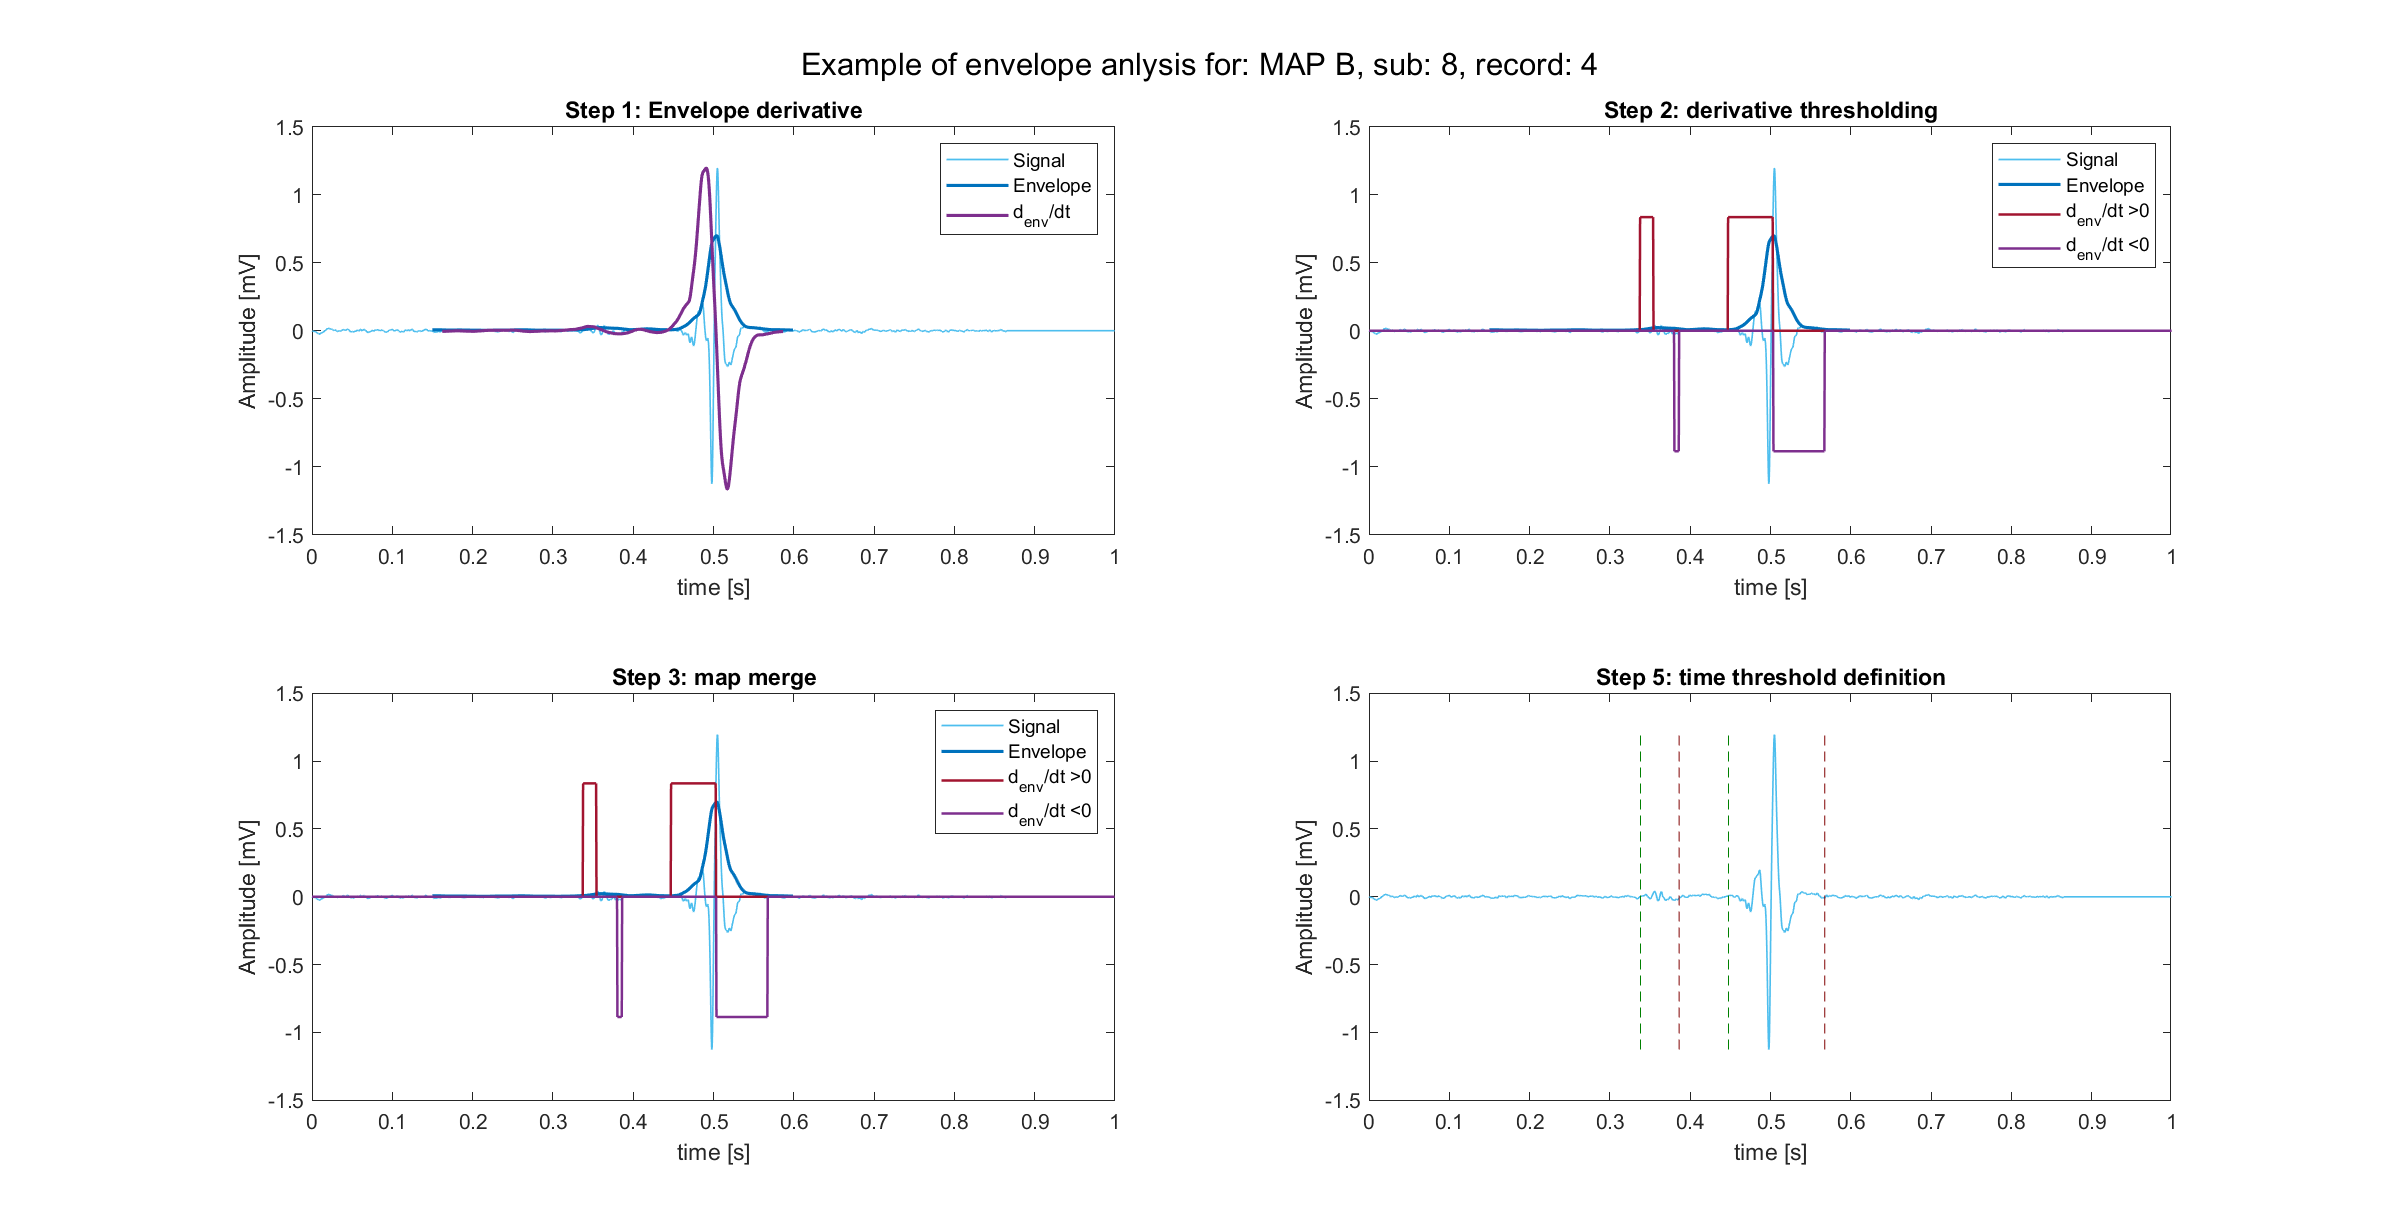 Example of envelope anlysis for: MAP B, sub: 8, record: 4
Step 1: Envelope derivative
1.5
1
0.5
0
-0.5
-1
-1.5
Amplitude [mV]
0 0.1 0.2 0.3 0.4 0.5 0.6 0.7 0.8 0.9 1
time [s]
Signal
Envelope
d_env/dt
Step 2: derivative thresholding
1.5
1
0.5
0
-0.5
-1
-1.5
Amplitude [mV]
0 0.1 0.2 0.3 0.4 0.5 0.6 0.7 0.8 0.9 1
time [s]
Signal
Envelope
d_env/dt >0
d_env/dt <0
Step 3: map merge
1.5
1
0.5
0
-0.5
-1
-1.5
Amplitude [mV]
0 0.1 0.2 0.3 0.4 0.5 0.6 0.7 0.8 0.9 1
time [s]
Signal
Envelope
d_env/dt >0
d_env/dt <0
Step 5: time threshold definition
1.5
1
0.5
0
-0.5
-1
-1.5
Amplitude [mV]
0 0.1 0.2 0.3 0.4 0.5 0.6 0.7 0.8 0.9 1
time [s]